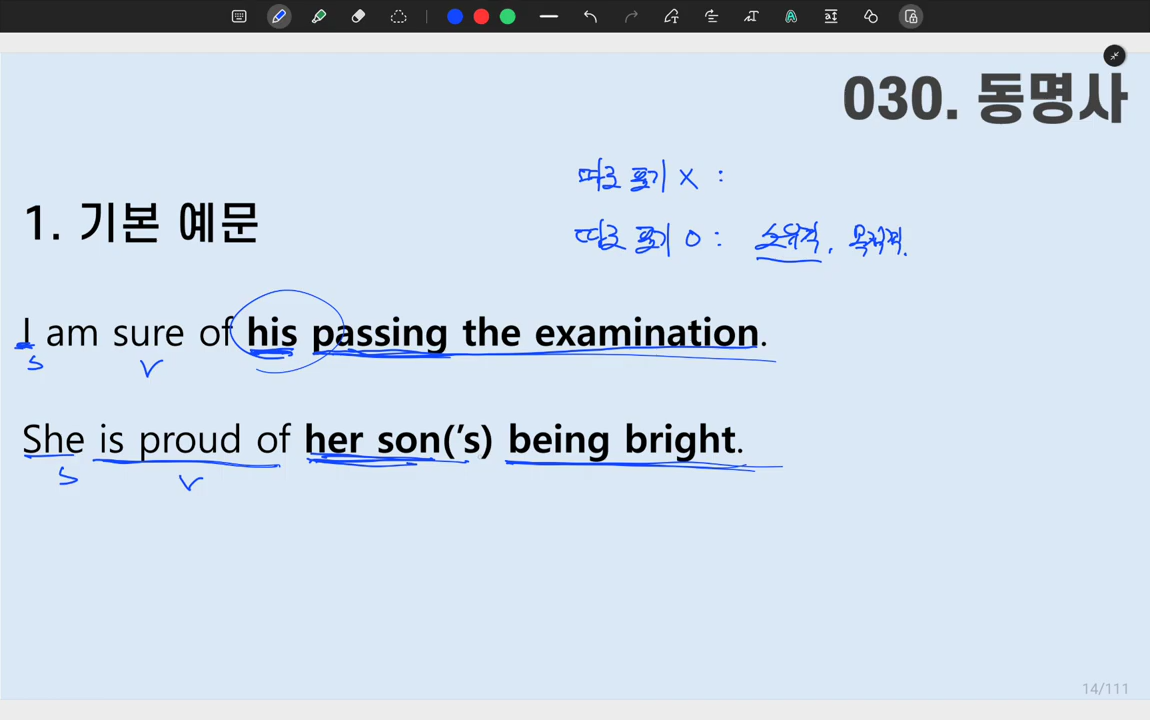 030. 동명사
따로 표기 X :
1. 기본 예문
따로 표기 O : 소유격, 목적격.
I am sure of his passing the examination.
S V
She is proud of her son(’s) being bright.
S V
14/111